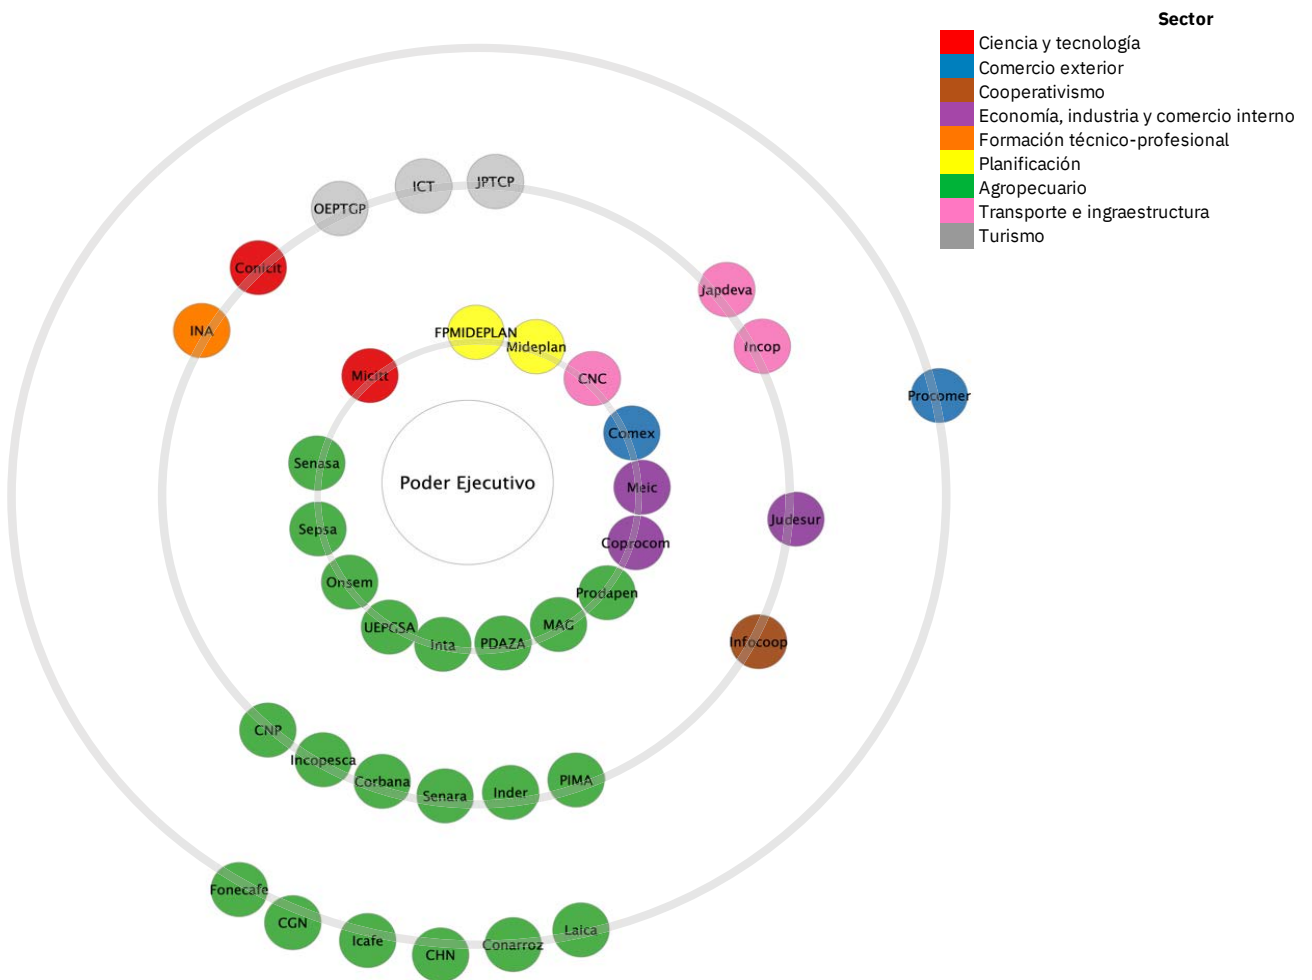 Sector
Ciencia y tecnología
Comercio exterior
Cooperativismo
Economía, industria y comercio interno
Formación técnico-profesional
Planificación
Agropecuario
Transporte e ingraestructura
Turismo
JPTCP
ICT
OEPTGP
Conicit
Japdeva
INA
FPMIDEPLAN
Mideplan
Incop
Micitt
CNC
Procomer
Comex
Senasa
Poder Ejecutivo
Meic
Judesur
Sepsa
Coprocom
Onsem
Prodapen
UEPGSA
MAG
Inta
PDAZA
Infocoop
CNP
Incopesca
Corbana
PIMA
Senara
Inder
Fonecafe
CGN
Icafe
Laica
CHN
Conarroz